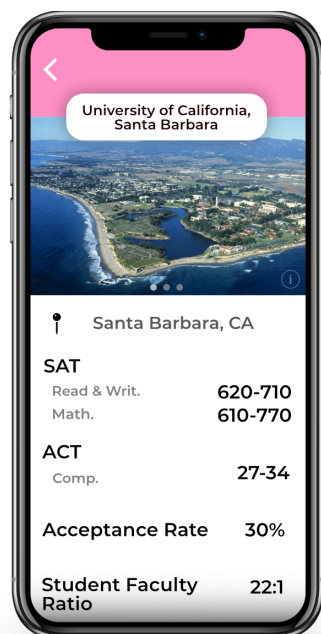 University of California,
Santa Barbara
Santa Barbara, CA
SAT
Read & Writ. 620-710
Math. 610-770
ACT
Comp. 27-34
Acceptance Rate 30%
Student Faculty 22:1
Ratio